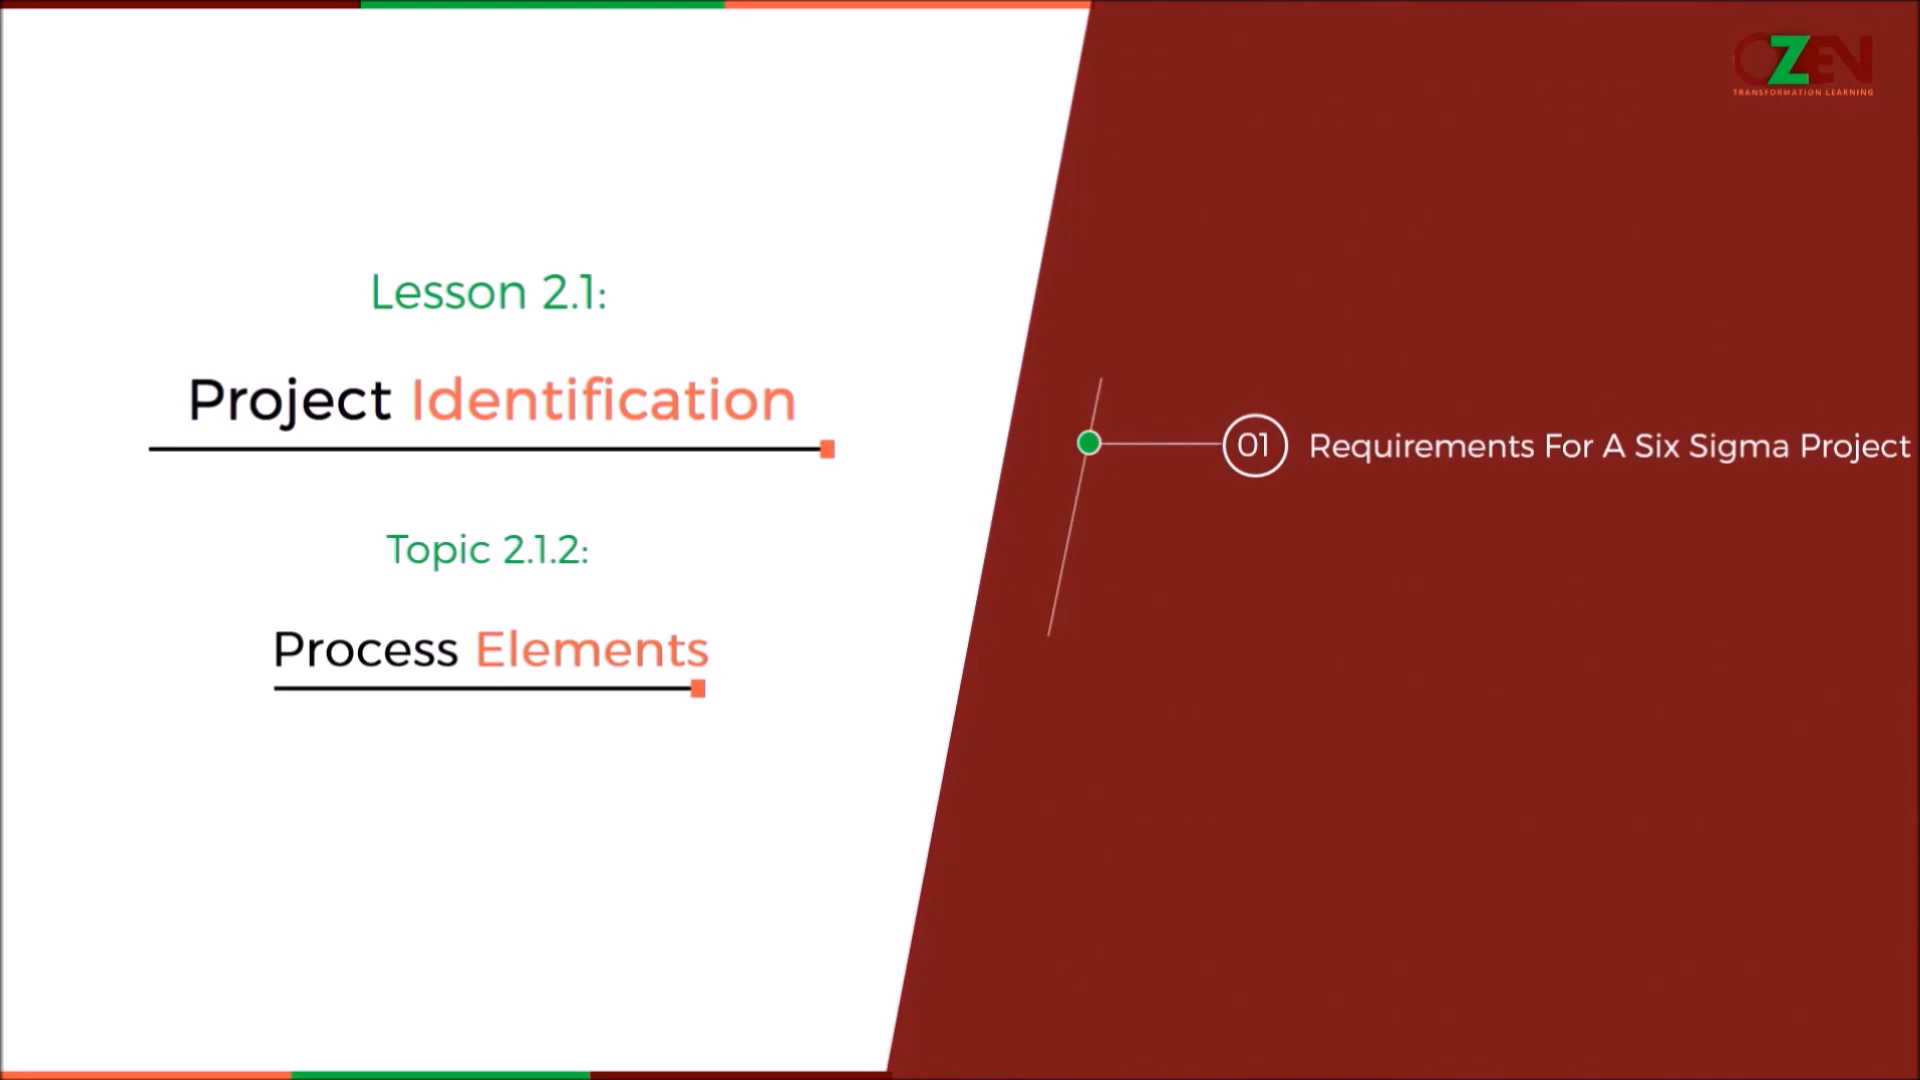 Lesson 2.1:
Project Identification
Topic 2.1.2:
Process Elements
OZEN
TRANSFORMATION LEARNING
01 Requirements For A Six Sigma Project